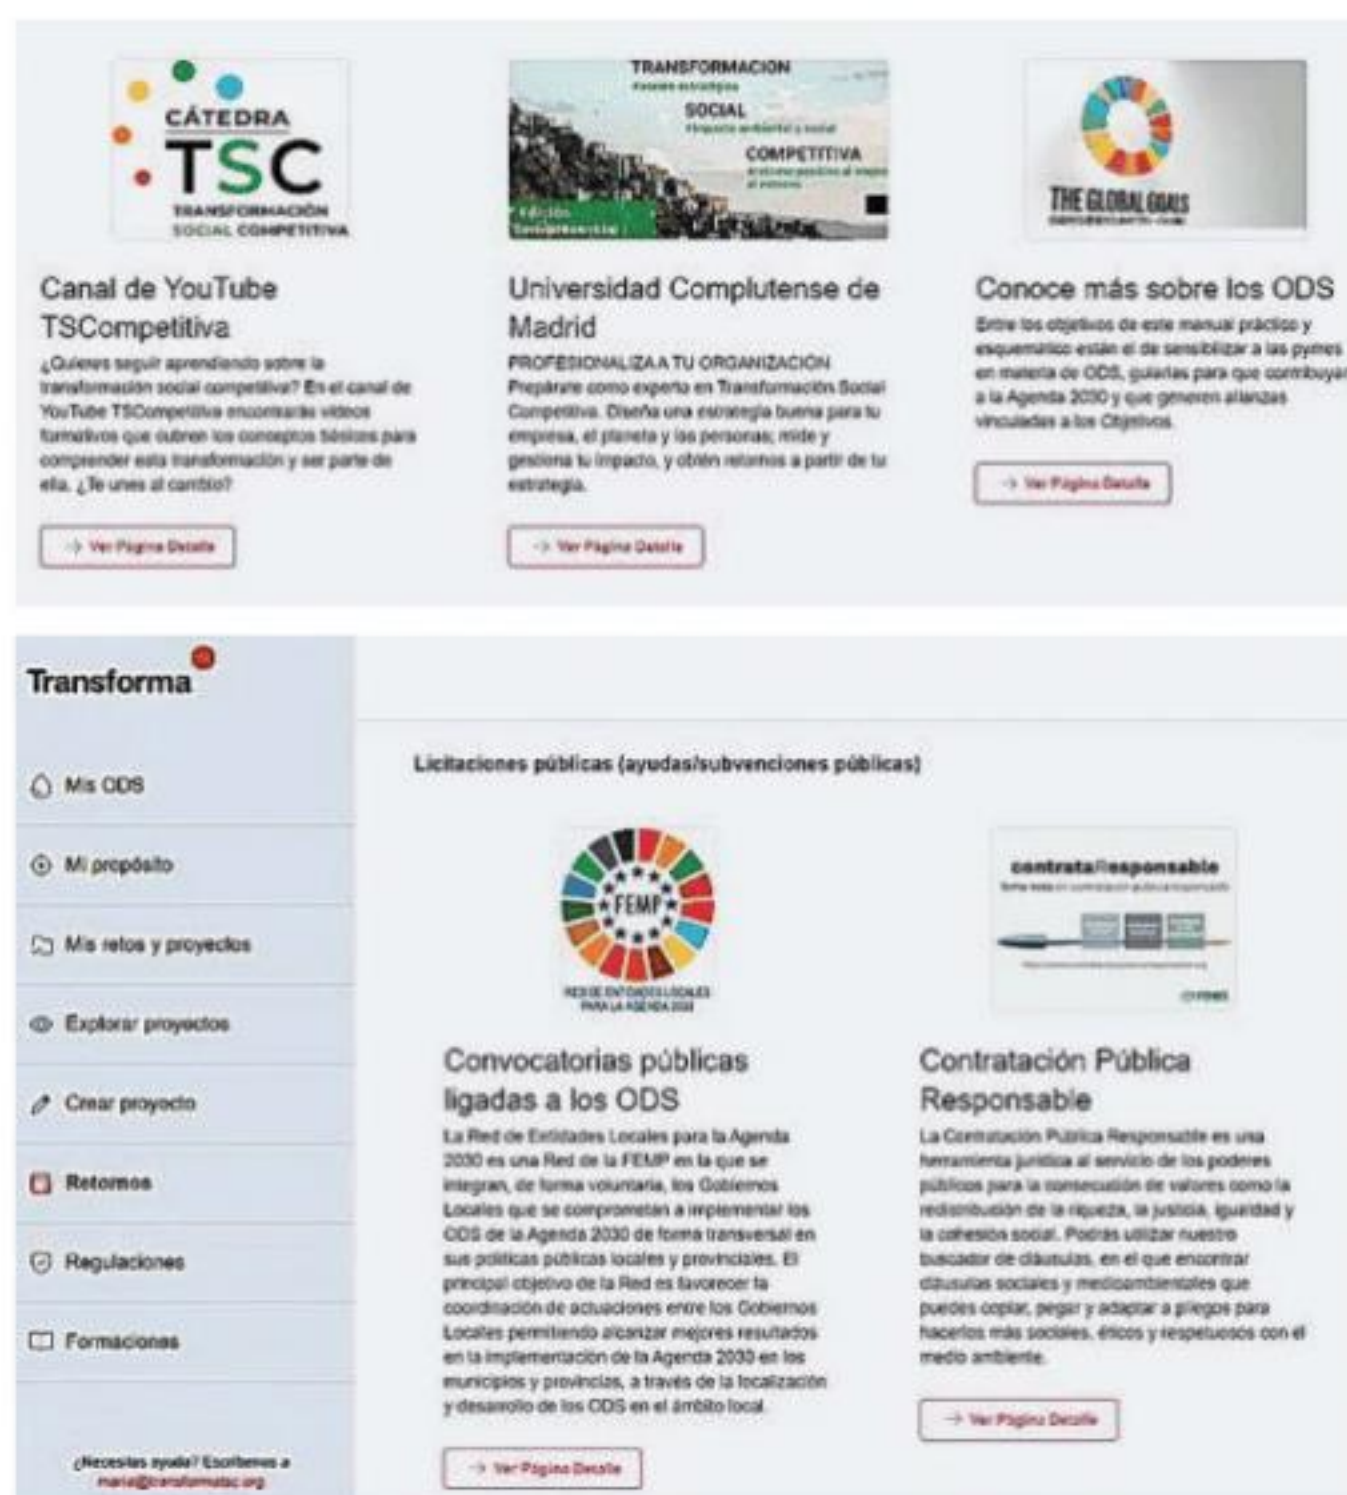 CÁTEDRA
TSC
TRANSFORMACIÓN
SOCIAL COMPETITIVA
Canal de YouTube
TSCompetitiva
¿Quieres seguir aprendiendo sobre la
transformación social competitiva? En el canal de
YouTube TSCompetitiva encontrarás vídeos
formativos que cubren los conceptos básicos para
comprender esta transformación y ser parte de
ella. ¿Te unes al cambio?
→ Ver Página Detalle
TRANSFORMACIÓN
SOCIAL
COMPETITIVA
Edición
Semipresencial
Universidad Complutense de
Madrid
PROFESIONALIZA A TU ORGANIZACIÓN
Prepárate como experto en Transformación Social
Competitiva. Diseña una estrategia buena para tu
empresa, el planeta y las personas; mide y
gestiona tu impacto, y obtén retornos a partir de tu
estrategia.
→ Ver Página Detalle
THE GLOBAL GOALS
Conoce más sobre los ODS
Entre los objetivos de este manual práctico y
esquemático están el de sensibilizar a las pymes
en materia de ODS, guiarlas para que contribuyan
a la Agenda 2030 y que generen alianzas
vinculadas a los Objetivos.
→ Ver Página Detalle
Transforma
Mis ODS
Mi propósito
Mis retos y proyectos
Explorar proyectos
Crear proyecto
Retornos
Regulaciones
Formaciones
¿Necesitas ayuda? Escríbenos a
maria@transformatsc.org
Licitaciones públicas (ayudas/subvenciones públicas)
FEMP
RED DE ENTIDADES LOCALES
PARA LA AGENDA 2030
Convocatorias públicas
ligadas a los ODS
La Red de Entidades Locales para la Agenda
2030 es una Red de la FEMP en la que se
integran, de forma voluntaria, los Gobiernos
Locales que se comprometan a implementar los
ODS de la Agenda 2030 de forma transversal en
sus políticas públicas locales y provinciales. El
principal objetivo de la Red es favorecer la
coordinación de actuaciones entre los Gobiernos
Locales permitiendo alcanzar mejores resultados
en la implementación de la Agenda 2030 en los
municipios y provincias, a través de la localización
y desarrollo de los ODS en el ámbito local.
→ Ver Página Detalle
contrataResponsable
Contratación Pública
Responsable
La Contratación Pública Responsable es una
herramienta jurídica al servicio de los poderes
públicos para la consecución de valores como la
redistribución de la riqueza, la justicia, igualdad y
la cohesión social. Podrás utilizar nuestro
buscador de cláusulas, en el que encontrar
cláusulas sociales y medioambientales que
puedes copiar, pegar y adaptar a pliegos para
hacerlos más sociales, éticos y respetuosos con el
medio ambiente.
→ Ver Página Detalle